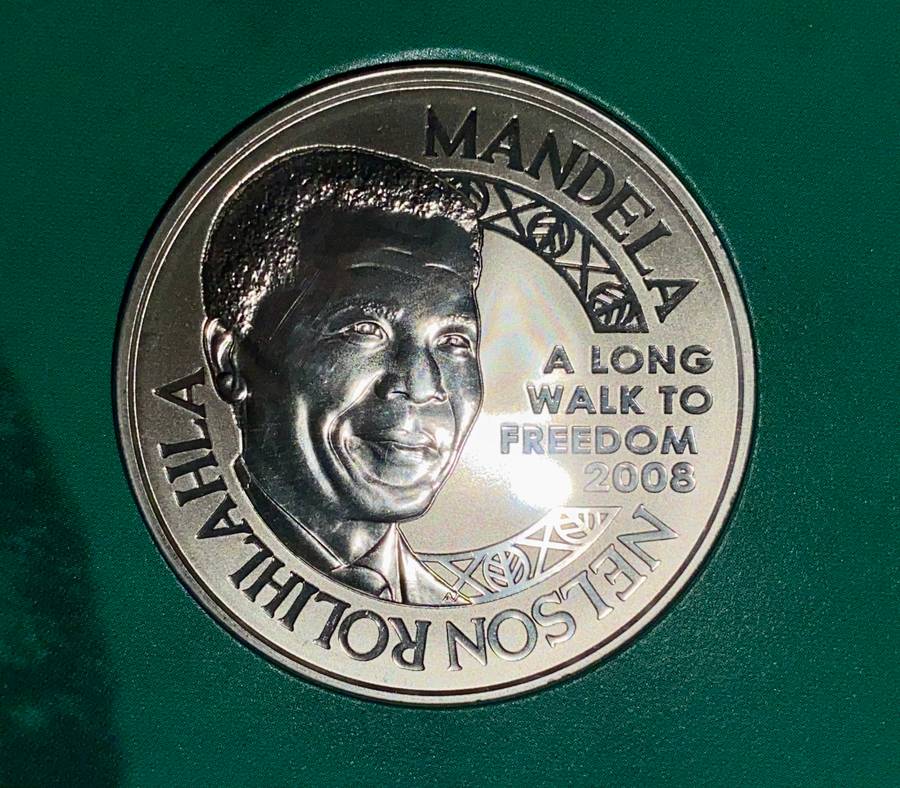 NELSON ROLIHLAHLA MANDELA
A LONG
WALK TO
FREEDOM
2008